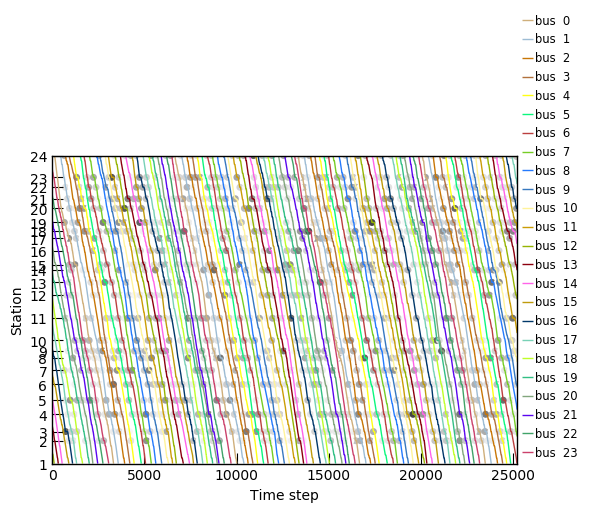 bus 0
bus 1
bus 2
bus 3
bus 4
bus 5
bus 6
bus 7
bus 8
bus 9
bus 10
bus 11
bus 12
bus 13
bus 14
bus 15
bus 16
bus 17
bus 18
bus 19
bus 20
bus 21
bus 22
bus 23
Station
24
23
22
21
20
19
18
17
16
15
14
13
12
11
10
9
8
7
6
5
4
3
2
1
0 5000 10000 15000 20000 25000
Time step